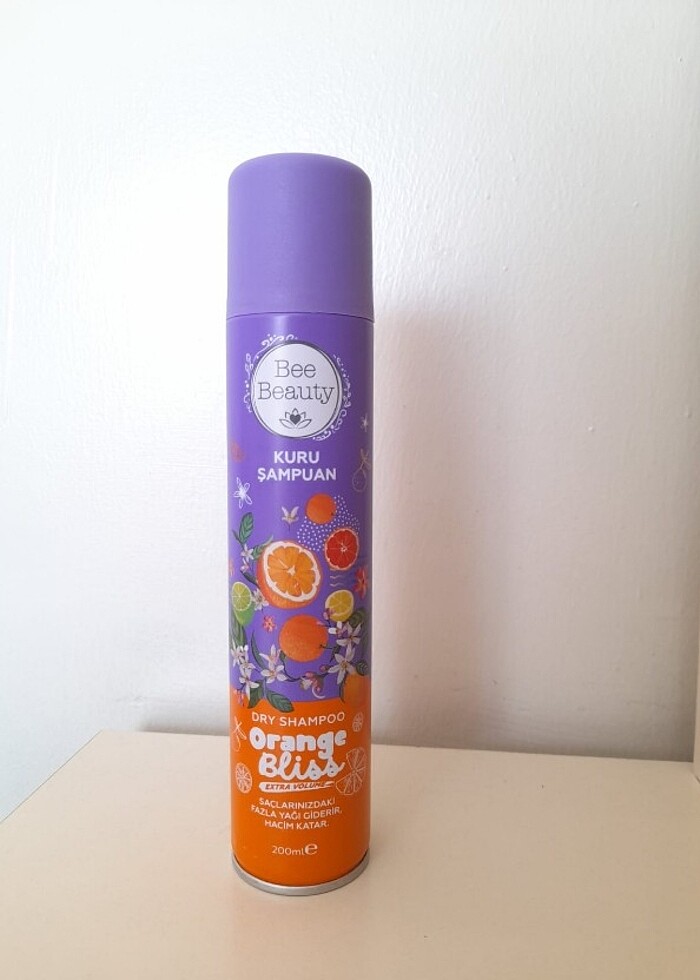 Bee
Beauty
KURU
ŞAMPUAN
DRY SHAMPOO
Orange
Bliss
EXTRA VOLUME
SAÇLARINIZDAKİ
FAZLA YAĞI GİDERİR,
HACİM KATAR.
200ml℮